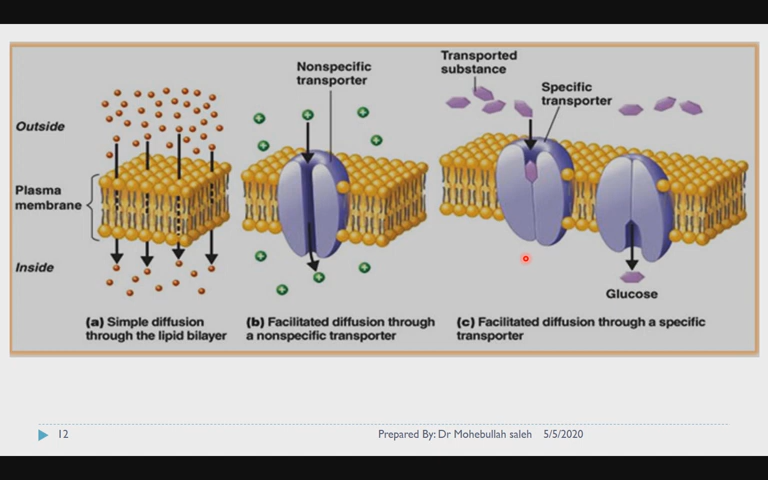 Transported
substance
Nonspecific
transporter
Specific
transporter
Outside
Plasma
membrane
Inside
Glucose
(a) Simple diffusion
through the lipid bilayer
(b) Facilitated diffusion through
a nonspecific transporter
(c) Facilitated diffusion through a specific
transporter
12
Prepared By: Dr Mohebullah saleh 5/5/2020